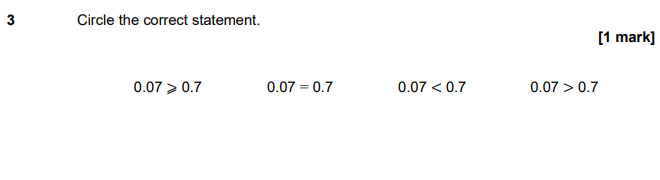 3 Circle the correct statement.
[1 mark]
0.07 ⩾ 0.7 0.07 = 0.7 0.07 < 0.7 0.07 > 0.7